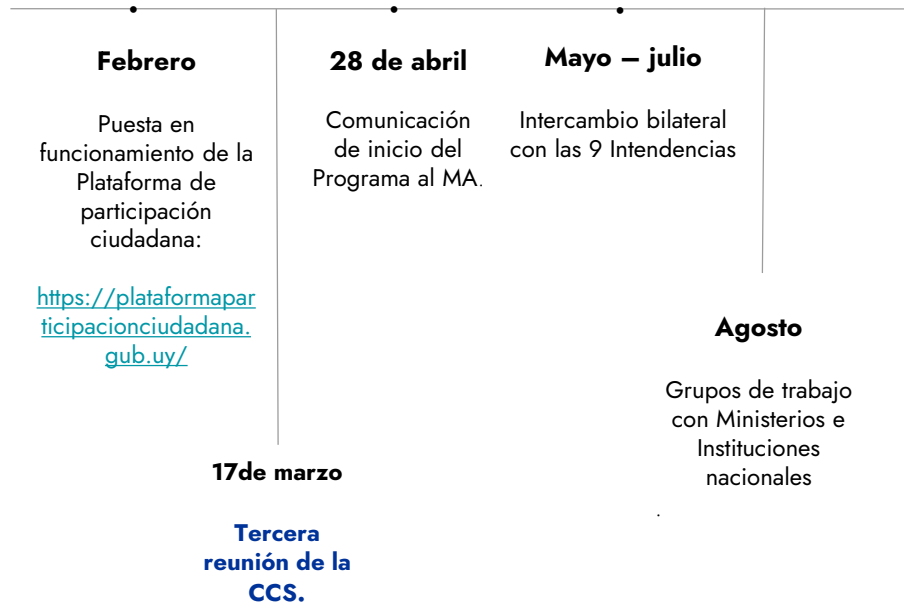 Febrero
Puesta en
funcionamiento de la
Plataforma de
participación
ciudadana:
https://plataformapar
ticipacionciudadana.
gub.uy/
17de marzo
Tercera
reunión de la
CCS.
28 de abril
Comunicación
de inicio del
Programa al MA.
Mayo – julio
Intercambio bilateral
con las 9 Intendencias
Agosto
Grupos de trabajo
con Ministerios e
Instituciones
nacionales
.